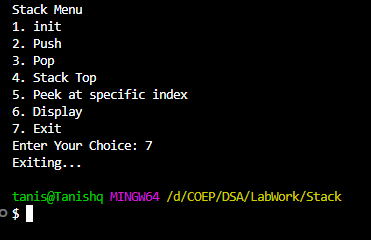 Stack Menu
1. init
2. Push
3. Pop
4. Stack Top
5. Peek at specific index
6. Display
7. Exit
Enter Your Choice: 7
Exiting...
tanis@Tanishq MINGW64 /d/COEP/DSA/LabWork/Stack
$